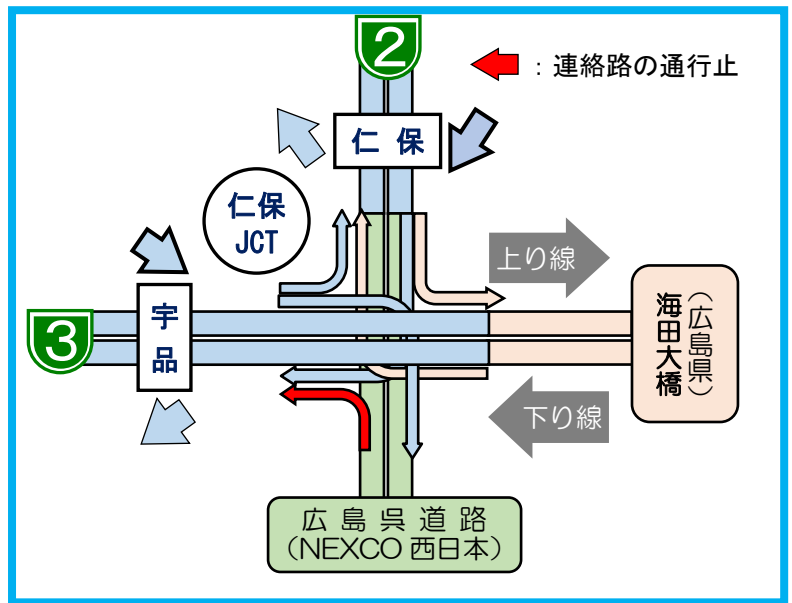 2
：連絡路の通行止
仁 保
仁保
JCT
上り線
宇
品
3
海田大橋
（広島県）
下り線
広島呉道路
（NEXCO 西日本）